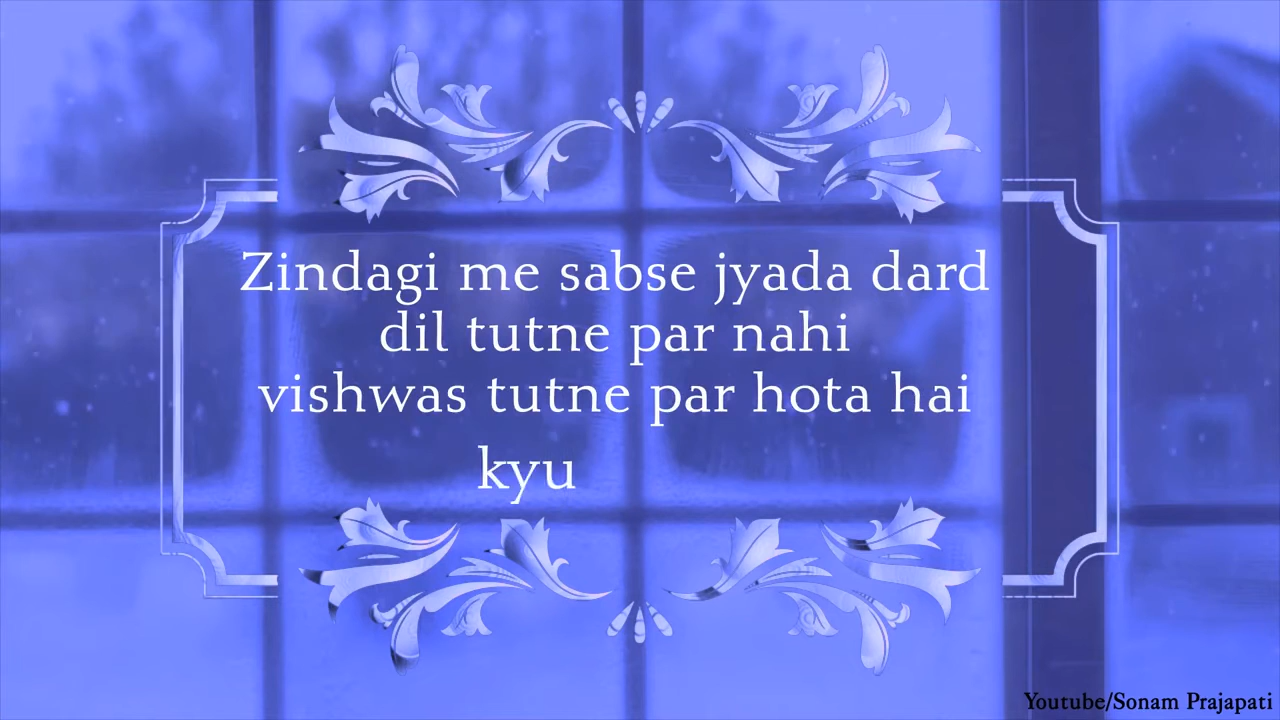 Zindagi me sabse jyada dard
dil tutne par nahi
vishwas tutne par hota hai
kyu
Youtube/Sonam Prajapati